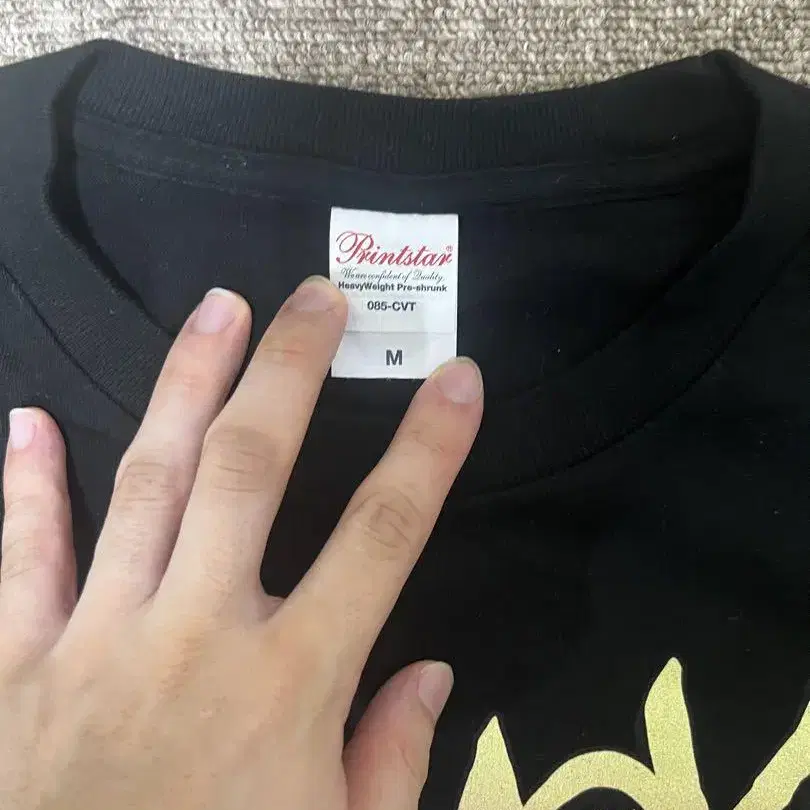 Printstar®
We are confident of Quality.
HeavyWeight Pre-shrunk
085-CVT
M